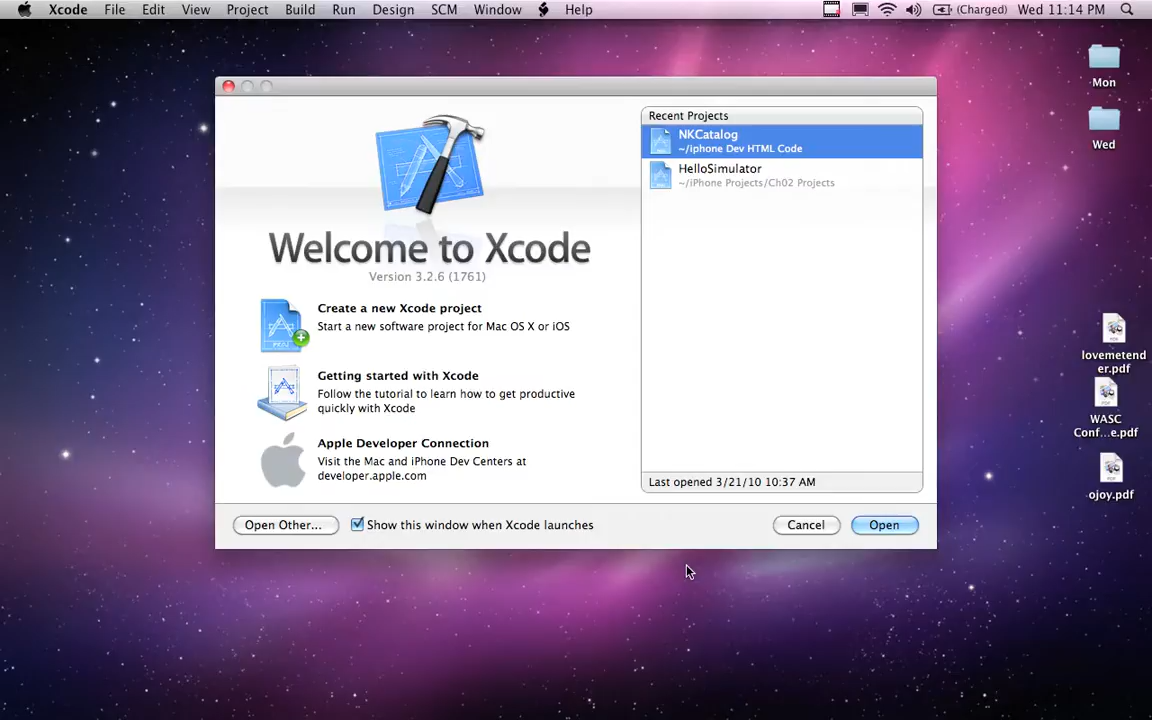 Xcode File Edit View Project Build Run Design SCM Window Help (Charged) Wed 11:14 PM
Mon
Wed
Recent Projects
NKCatalog
~/iphone Dev HTML Code
HelloSimulator
~/iPhone Projects/Ch02 Projects
Welcome to Xcode
Version 3.2.6 (1761)
Create a new Xcode project
Start a new software project for Mac OS X or iOS
PROJ
Getting started with Xcode
Follow the tutorial to learn how to get productive
quickly with Xcode
Apple Developer Connection
Visit the Mac and iPhone Dev Centers at
developer.apple.com
Last opened 3/21/10 10:37 AM
Open Other...
Show this window when Xcode launches
Cancel
Open
PDF
lovemetend
er.pdf
PDF
WASC
Conf...e.pdf
PDF
ojoy.pdf